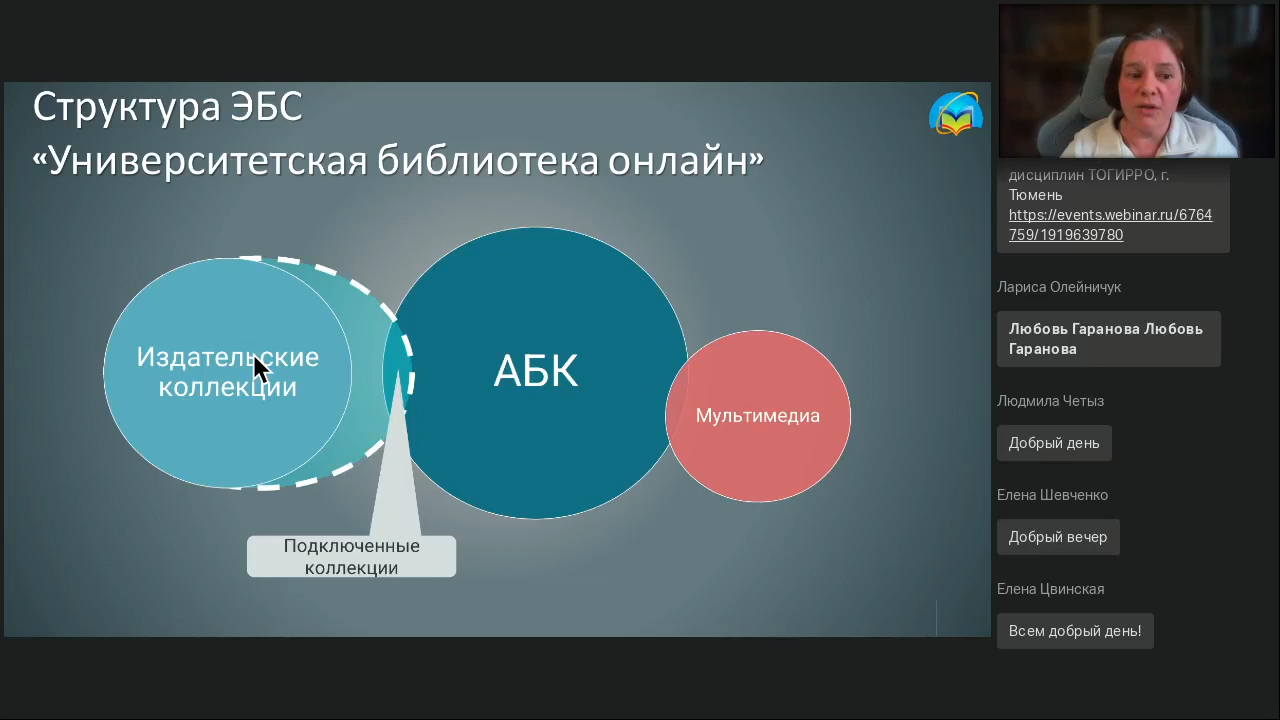 Структура ЭБС
«Университетская библиотека онлайн»
Издательские
коллекции
АБК
Мультимедиа
Подключенные
коллекции
дисциплин ТОГИРРО, г.
Тюмень
https://events.webinar.ru/6764
759/1919639780
Лариса Олейничук
Любовь Гаранова Любовь
Гаранова
Людмила Четыз
Добрый день
Елена Шевченко
Добрый вечер
Елена Цвинская
Всем добрый день!